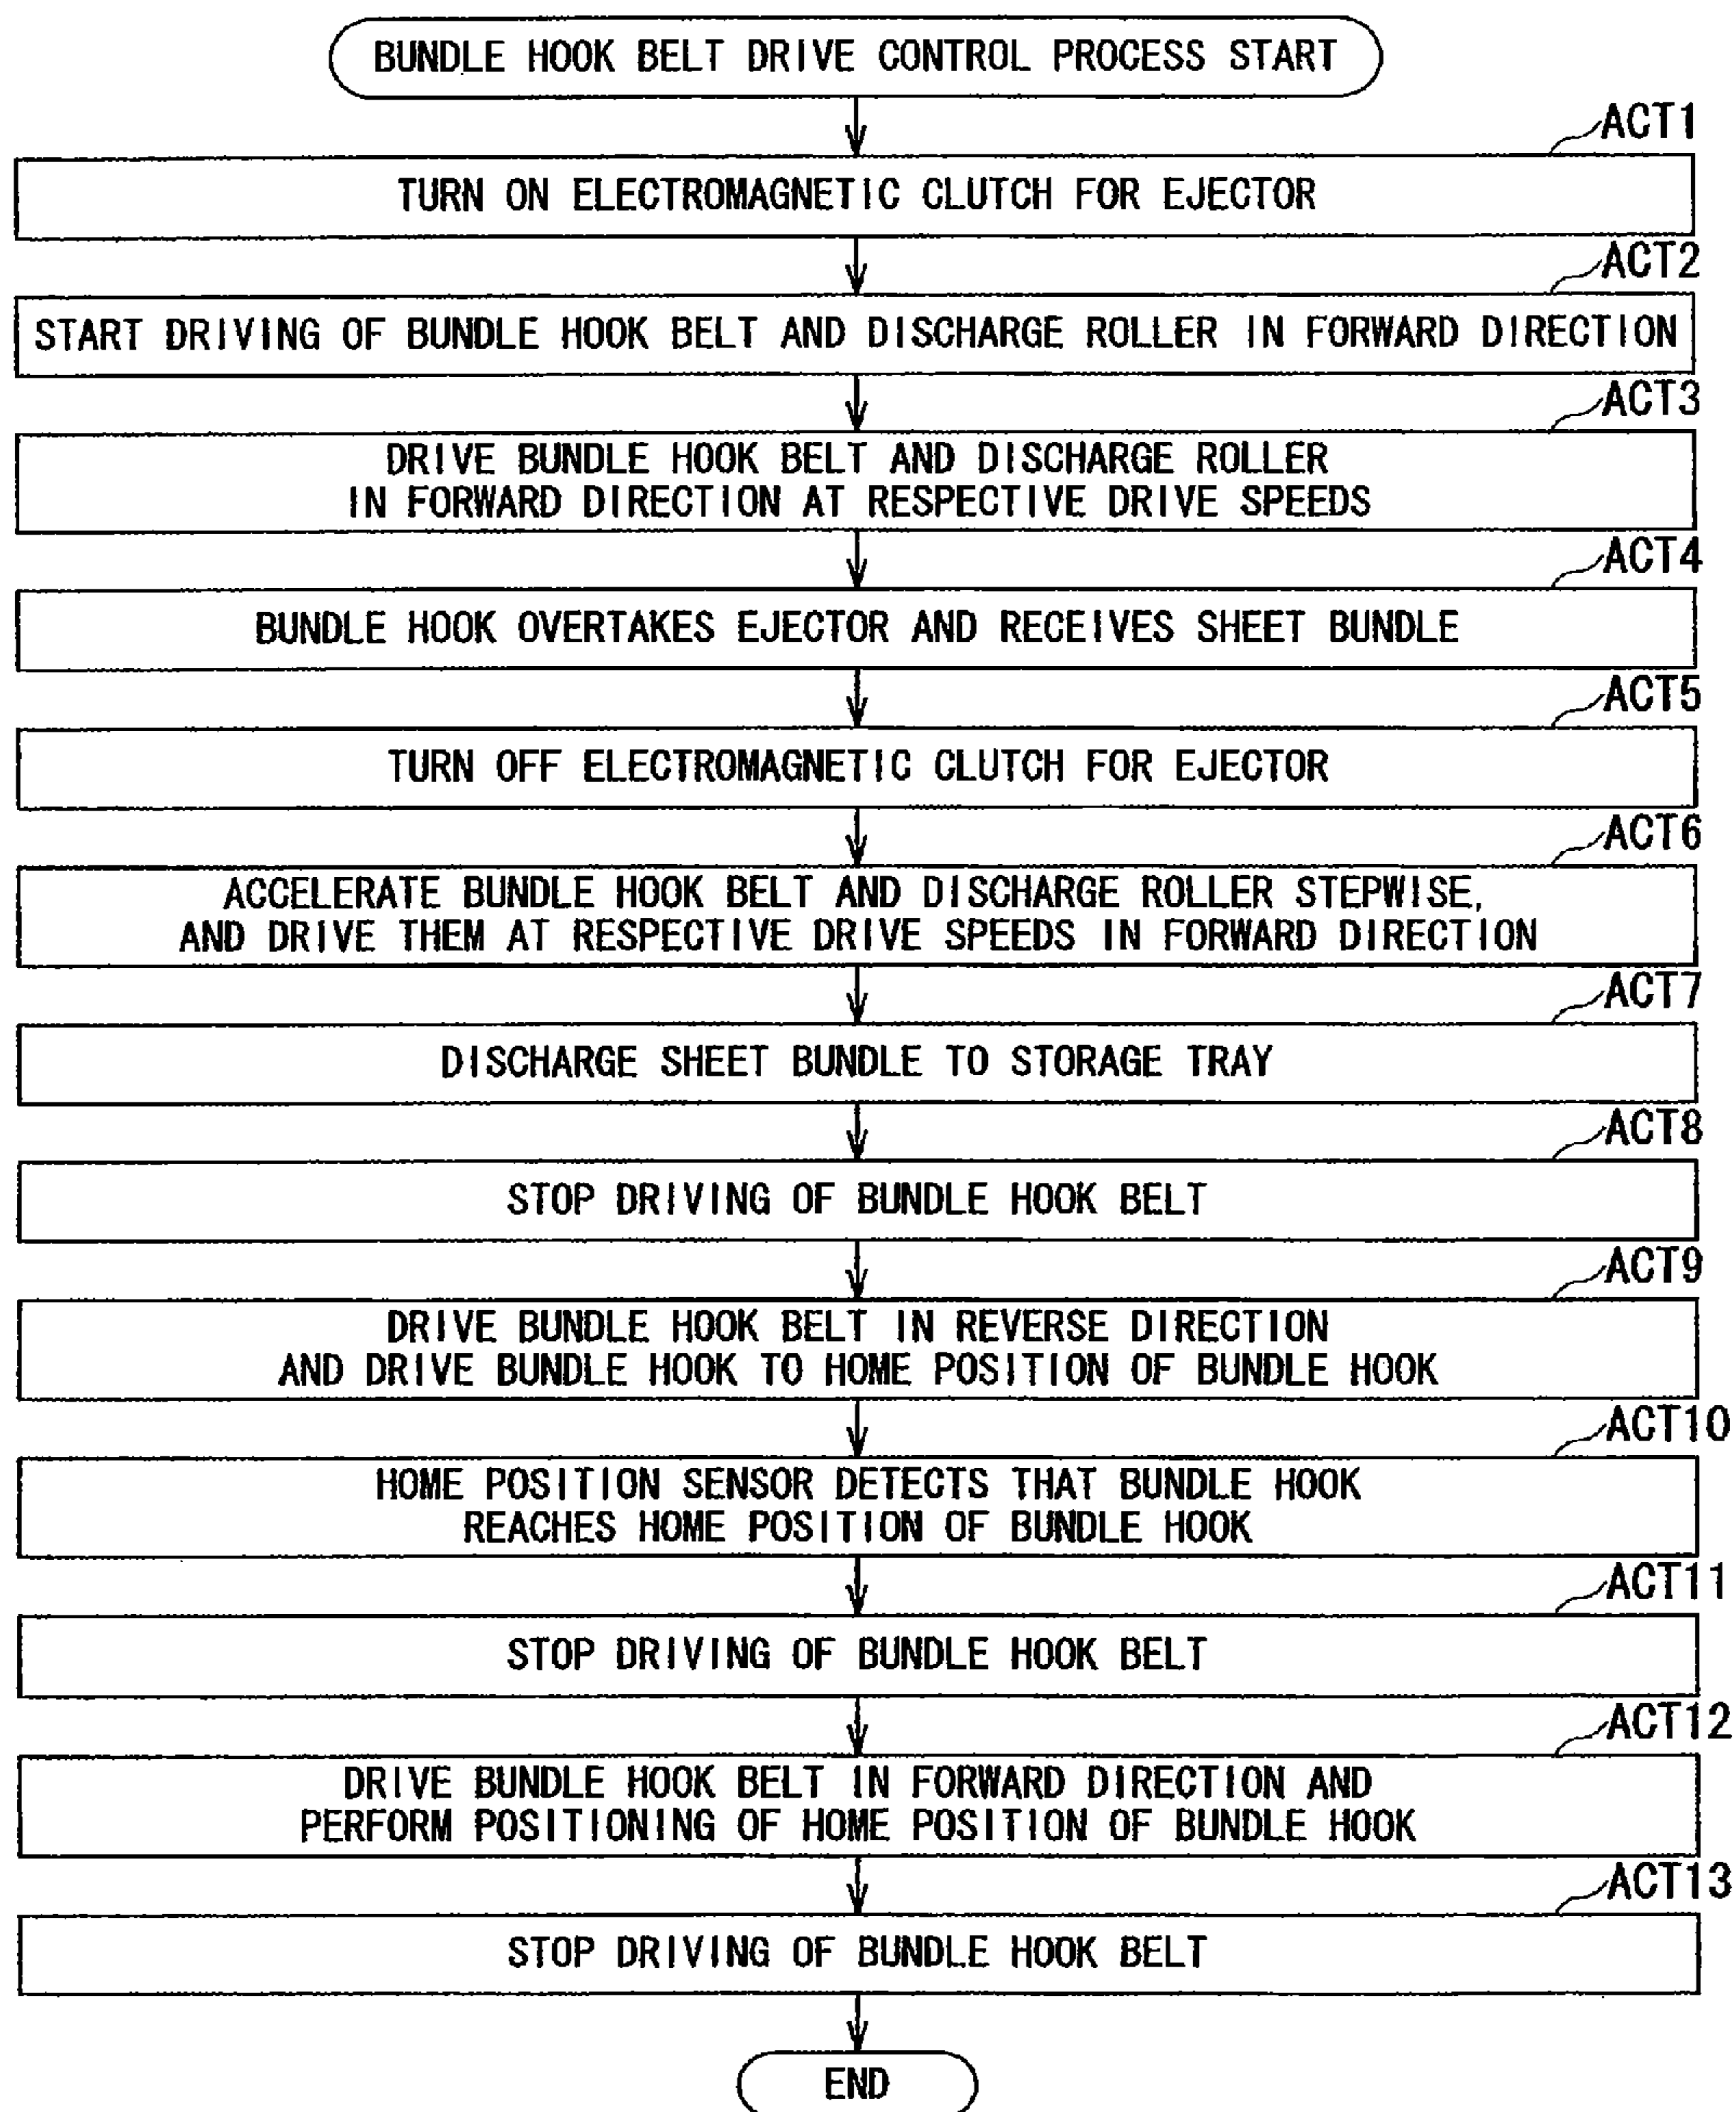 BUNDLE HOOK BELT DRIVE CONTROL PROCESS START
ACT1
TURN ON ELECTROMAGNETIC CLUTCH FOR EJECTOR
ACT2
START DRIVING OF BUNDLE HOOK BELT AND DISCHARGE ROLLER IN FORWARD DIRECTION
ACT3
DRIVE BUNDLE HOOK BELT AND DISCHARGE ROLLER
IN FORWARD DIRECTION AT RESPECTIVE DRIVE SPEEDS
ACT4
BUNDLE HOOK OVERTAKES EJECTOR AND RECEIVES SHEET BUNDLE
ACT5
TURN OFF ELECTROMAGNETIC CLUTCH FOR EJECTOR
ACT6
ACCELERATE BUNDLE HOOK BELT AND DISCHARGE ROLLER STEPWISE,
AND DRIVE THEM AT RESPECTIVE DRIVE SPEEDS IN FORWARD DIRECTION
ACT7
DISCHARGE SHEET BUNDLE TO STORAGE TRAY
ACT8
STOP DRIVING OF BUNDLE HOOK BELT
ACT9
DRIVE BUNDLE HOOK BELT IN REVERSE DIRECTION
AND DRIVE BUNDLE HOOK TO HOME POSITION OF BUNDLE HOOK
ACT10
HOME POSITION SENSOR DETECTS THAT BUNDLE HOOK
REACHES HOME POSITION OF BUNDLE HOOK
ACT11
STOP DRIVING OF BUNDLE HOOK BELT
ACT12
DRIVE BUNDLE HOOK BELT IN FORWARD DIRECTION AND
PERFORM POSITIONING OF HOME POSITION OF BUNDLE HOOK
ACT13
STOP DRIVING OF BUNDLE HOOK BELT
END